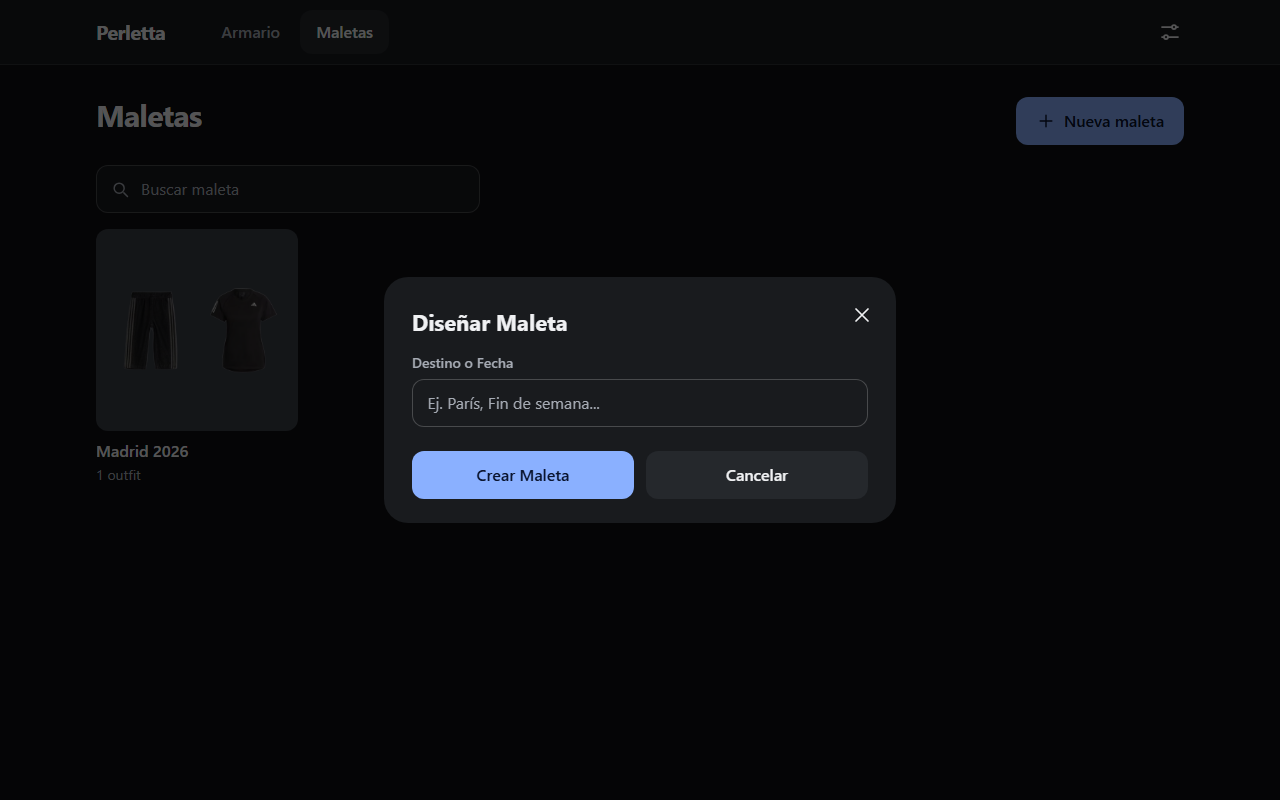 Perletta
Armario
Maletas
Maletas
Nueva maleta
Buscar maleta
Madrid 2026
1 outfit
Diseñar Maleta
Destino o Fecha
Ej. París, Fin de semana...
Crear Maleta
Cancelar